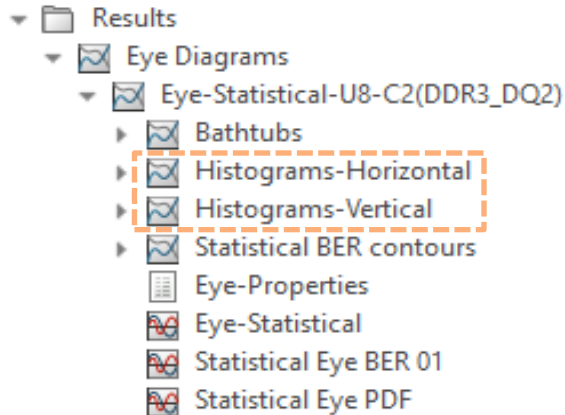 Results
Eye Diagrams
Eye-Statistical-U8-C2(DDR3_DQ2)
Bathtubs
Histograms-Horizontal
Histograms-Vertical
Statistical BER contours
Eye-Properties
Eye-Statistical
Statistical Eye BER 01
Statistical Eye PDF